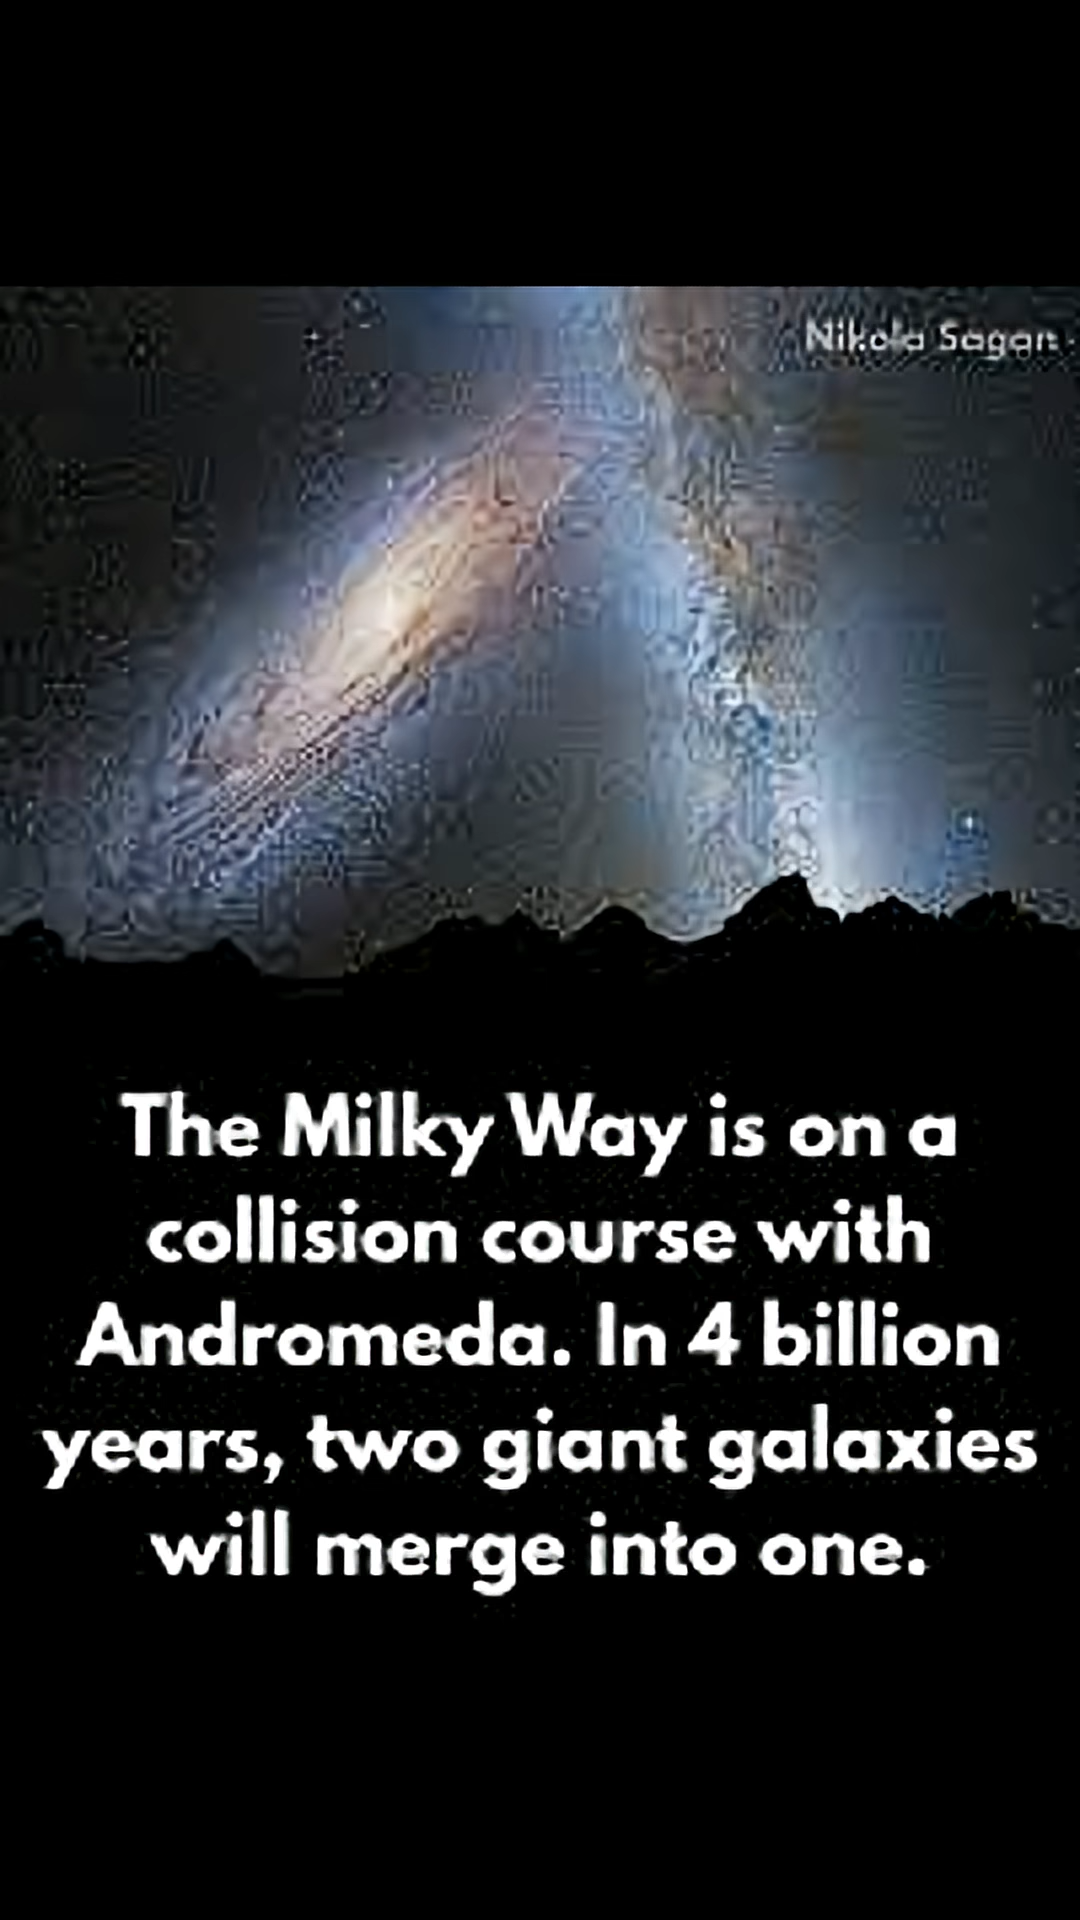 Nikola Sagan
The Milky Way is on a
collision course with
Andromeda. In 4 billion
years, two giant galaxies
will merge into one.